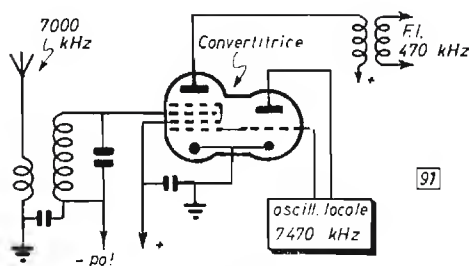 7000
kHz
Convertitrice
F.I.
470 kHz
+
91
oscill. locale
7470 kHz
- pol
+